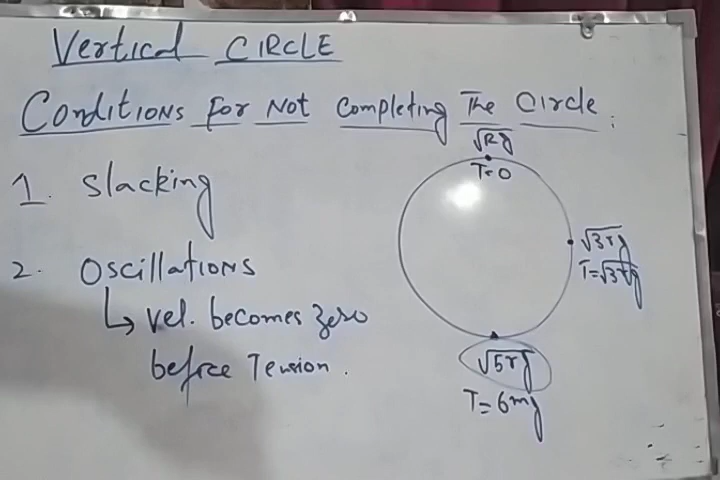 Vertical CIRCLE
Conditions For Not Completing The Circle:
1. Slacking
2. Oscillations
↳ vel. becomes zero
before Tension.
√Rg
T=0
√3rg
T=√3rg
√5rg
T=6mg